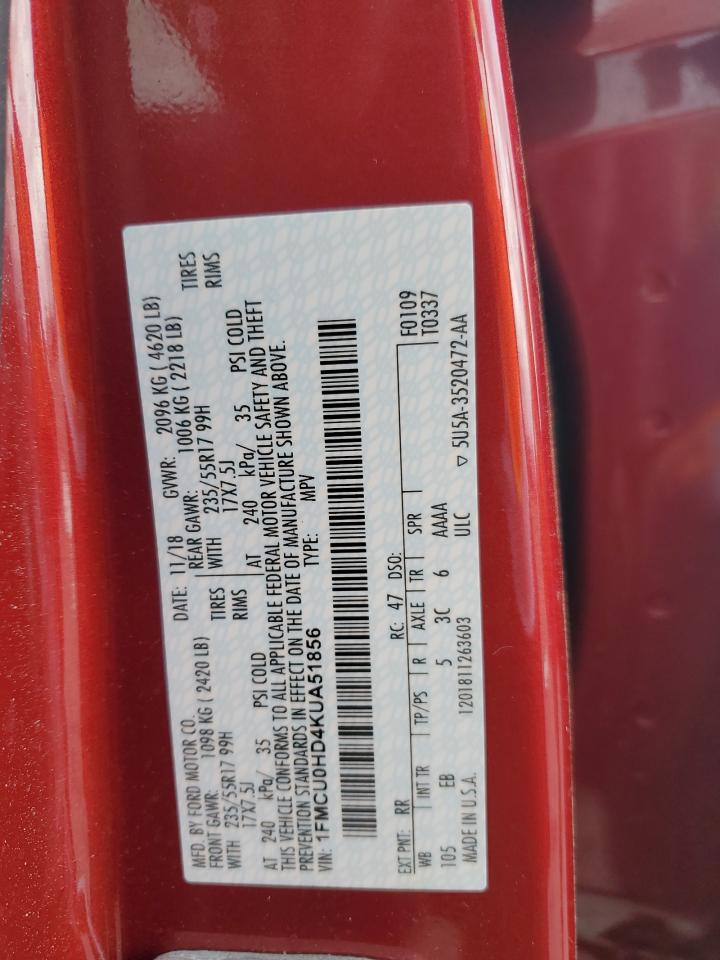 MFD. BY FORD MOTOR CO.
DATE: 11/18 GVWR: 2096 KG ( 4620 LB)
FRONT GAWR: 1098 KG ( 2420 LB) REAR GAWR: 1006 KG ( 2218 LB)
WITH 235/55R17 99H TIRES WITH 235/55R17 99H TIRES
17X7.5J RIMS 17X7.5J RIMS
AT 240 kPa/ 35 PSI COLD AT 240 kPa/ 35 PSI COLD
THIS VEHICLE CONFORMS TO ALL APPLICABLE FEDERAL MOTOR VEHICLE SAFETY AND THEFT
PREVENTION STANDARDS IN EFFECT ON THE DATE OF MANUFACTURE SHOWN ABOVE.
VIN: 1FMCU0HD4KUA51856 TYPE: MPV
EXT PNT: RR RC: 47 DSO: F0109
WB INT TR TP/PS R AXLE TR SPR T0337
105 EB 5 3C 6 AAAA
MADE IN U.S.A. 1201811263603 ULC ▽ 5U5A-3520472-AA